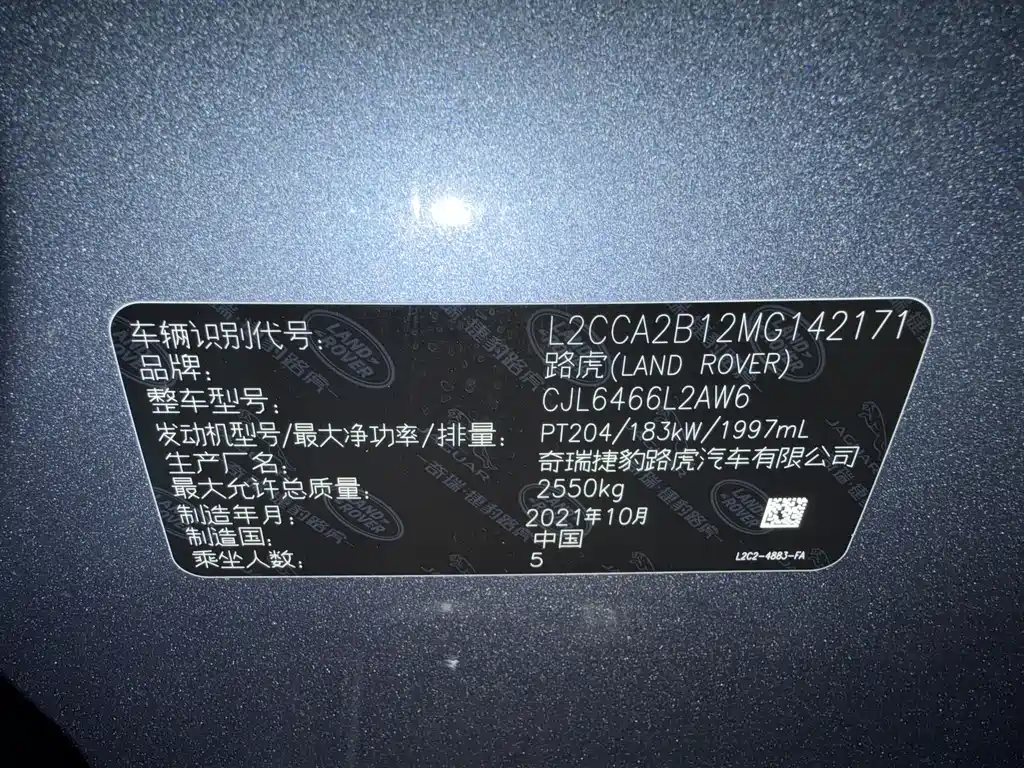 车辆识别代号: L2CCA2B12MG142171
品牌: 路虎(LAND ROVER)
整车型号: CJL6466L2AW6
发动机型号/最大净功率/排量: PT204/183kW/1997mL
生产厂名: 奇瑞捷豹路虎汽车有限公司
最大允许总质量: 2550kg
制造年月: 2021年10月
制造国: 中国
乘坐人数: 5
L2C2-4883-FA